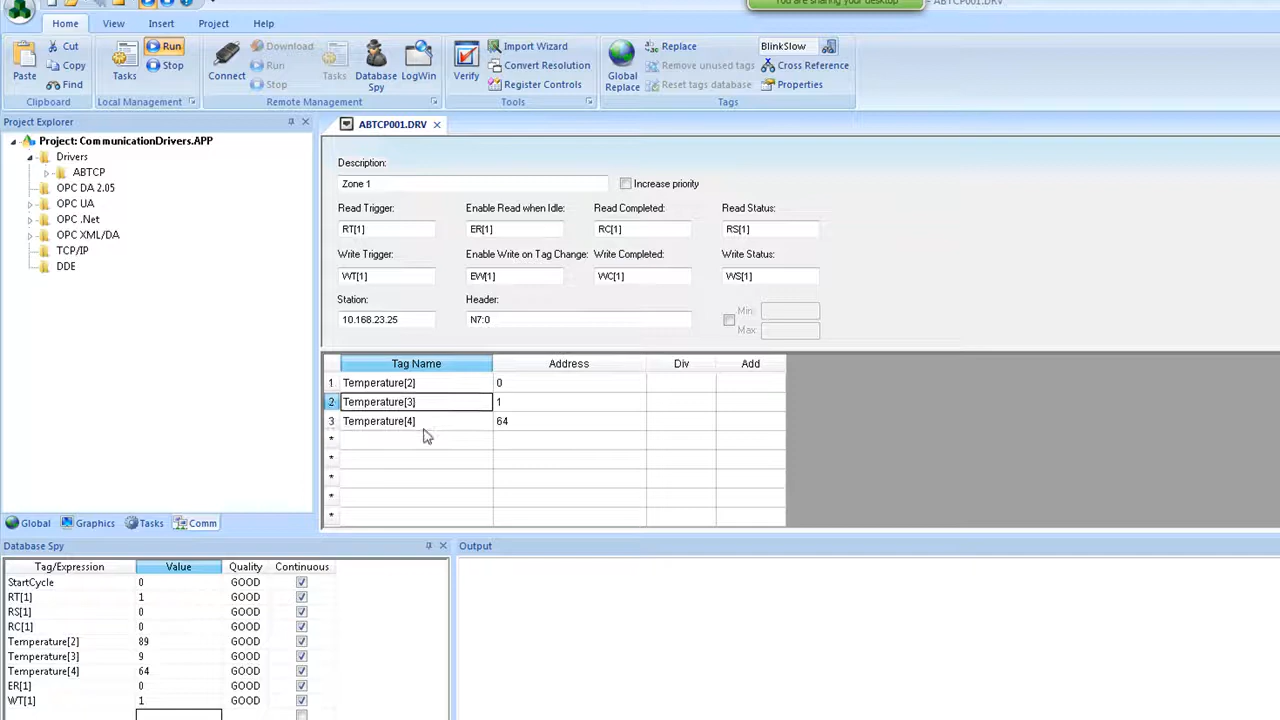 You are sharing your desktop
ABTCP001.DRV
Home View Insert Project Help
Paste Cut Copy Find
Clipboard
Tasks Run Stop
Local Management
Connect Download Run Stop Tasks Database Spy LogWin
Remote Management
Verify Import Wizard Convert Resolution Register Controls
Tools
Global Replace Replace Remove unused tags Reset tags database BlinkSlow Cross Reference Properties
Tags
Project Explorer
Project: CommunicationDrivers.APP
Drivers
ABTCP
OPC DA 2.05
OPC UA
OPC .Net
OPC XML/DA
TCP/IP
DDE
Global Graphics Tasks Comm
ABTCP001.DRV
Description:
Zone 1 Increase priority
Read Trigger: Enable Read when Idle: Read Completed: Read Status:
RT[1] ER[1] RC[1] RS[1]
Write Trigger: Enable Write on Tag Change: Write Completed: Write Status:
WT[1] EW[1] WC[1] WS[1]
Station: Header:
10.168.23.25 N7:0
Min:
Max:
Tag Name Address Div Add
1 Temperature[2] 0
2 Temperature[3] 1
3 Temperature[4] 64
*
*
*
*
*
Database Spy
Tag/Expression Value Quality Continuous
StartCycle 0 GOOD
RT[1] 1 GOOD
RS[1] 0 GOOD
RC[1] 0 GOOD
Temperature[2] 89 GOOD
Temperature[3] 9 GOOD
Temperature[4] 64 GOOD
ER[1] 0 GOOD
WT[1] 1 GOOD
Output